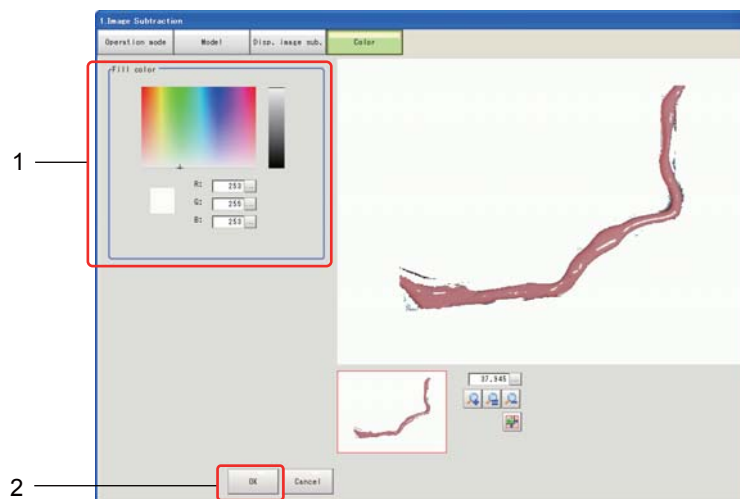 1.Image Subtraction
Operation mode Model Disp. image sub. Color
Fill color
1
R: 253 ...
G: 255 ...
B: 253 ...
37.945 ...
2
OK Cancel